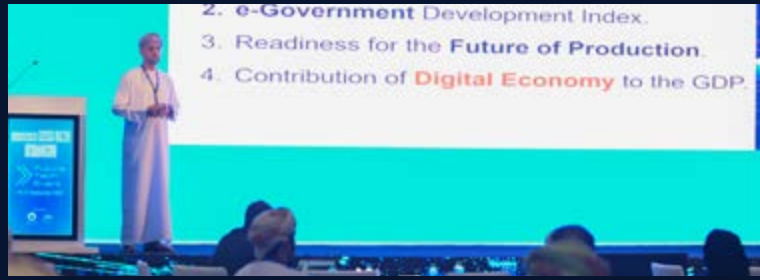 2. e-Government Development Index.
3. Readiness for the Future of Production.
4. Contribution of Digital Economy to the GDP.